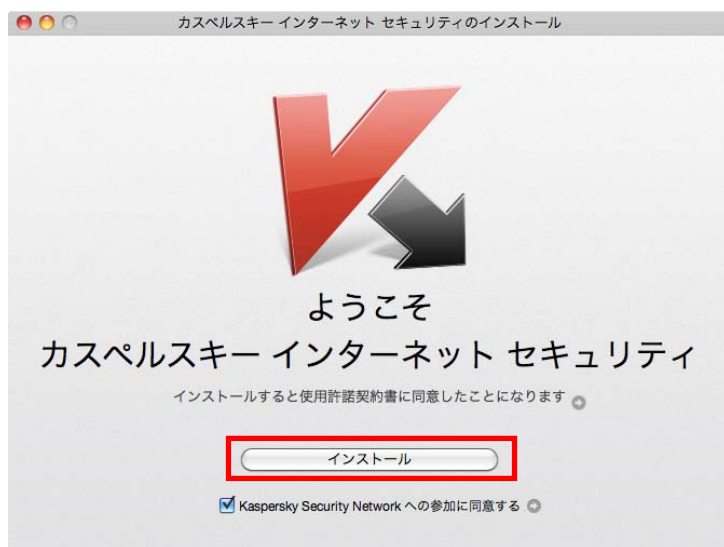 カスペルスキー インターネット セキュリティのインストール
ようこそ
カスペルスキー インターネット セキュリティ
インストールすると使用許諾契約書に同意したことになります
インストール
Kaspersky Security Network への参加に同意する